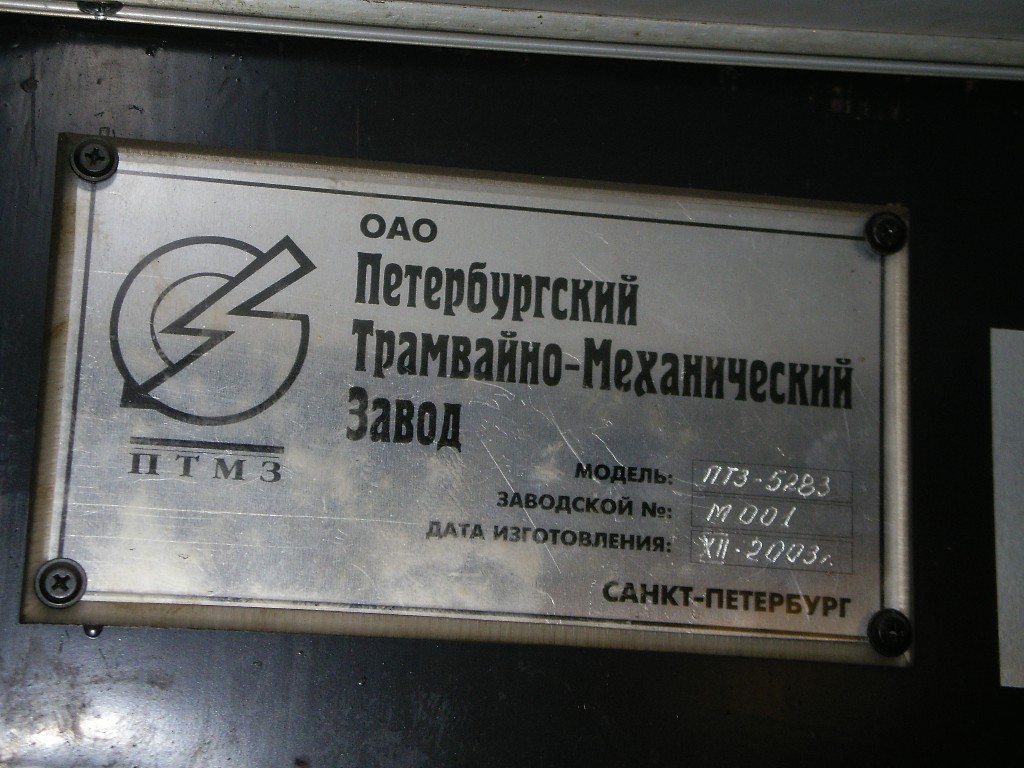 ОАО
Петербургский
Трамвайно-Механический
Завод
ПТМЗ
МОДЕЛЬ: ПТЗ-5283
ЗАВОДСКОЙ №: М001
ДАТА ИЗГОТОВЛЕНИЯ: XII-2003г.
САНКТ-ПЕТЕРБУРГ